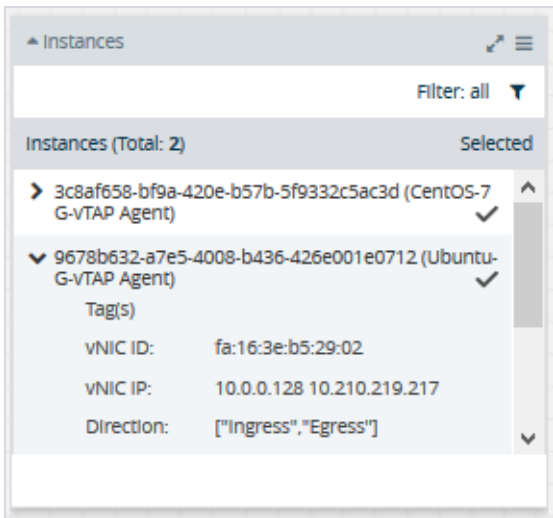 Instances
Filter: all
Instances (Total: 2) Selected
3c8af658-bf9a-420e-b57b-5f9332c5ac3d (CentOS-7
G-vTAP Agent)
9678b632-a7e5-4008-b436-426e001e0712 (Ubuntu-
G-vTAP Agent)
Tag(s)
vNIC ID: fa:16:3e:b5:29:02
vNIC IP: 10.0.0.128 10.210.219.217
Direction: ["Ingress","Egress"]